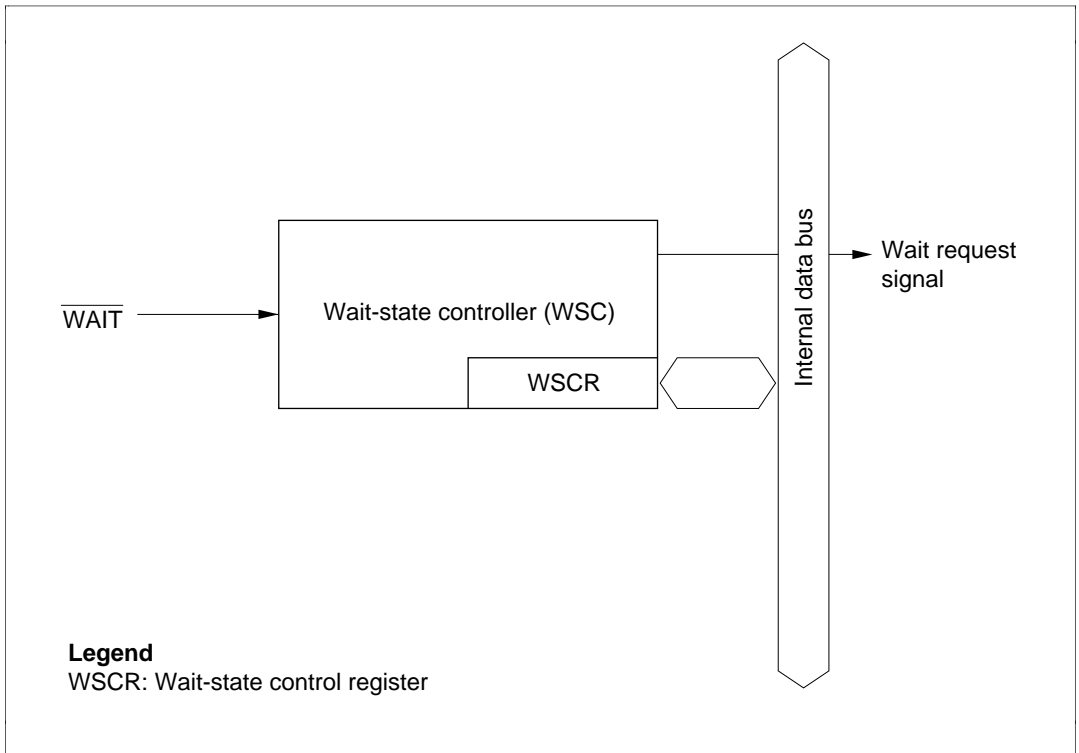 WAIT
Wait-state controller (WSC)
WSCR
Internal data bus
Wait request
signal
Legend
WSCR: Wait-state control register